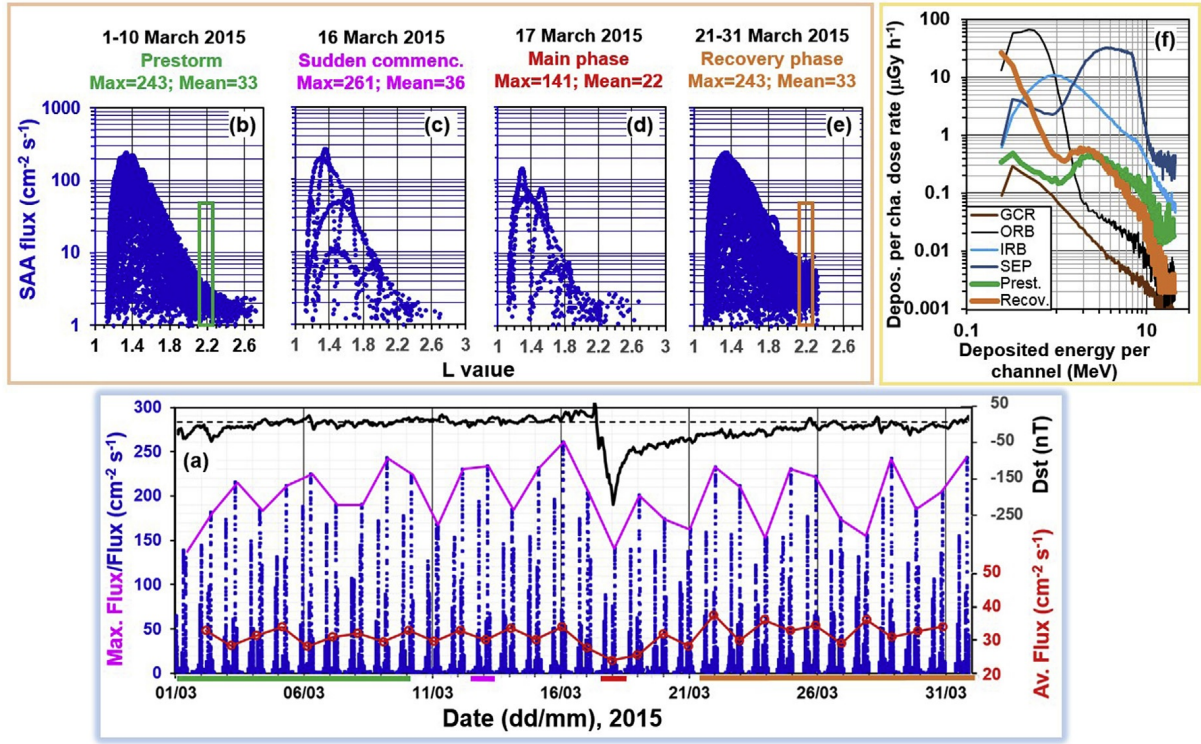 1-10 March 2015
Prestorm
Max=243; Mean=33
16 March 2015
Sudden commenc.
Max=261; Mean=36
17 March 2015
Main phase
Max=141; Mean=22
21-31 March 2015
Recovery phase
Max=243; Mean=33
SAA flux (cm-2 s-1)
1000
100
10
1
(b)
(c)
(d)
(e)
1 1.4 1.8 2.2 2.6
1 1.4 1.8 2.2 2.6 3
1 1.4 1.8 2.2 2.6 3
1 1.4 1.8 2.2 2.6
L value
Depos. per cha. dose rate (µGy h-1)
100
10
1
0.1
0.01
0.001
(f)
GCR
ORB
IRB
SEP
Prest.
Recov.
0.1 10
Deposited energy per
channel (MeV)
Max. Flux/Flux (cm-2 s-1)
300
250
200
150
100
50
0
(a)
50
-50
-150
-250
Dst (nT)
50
40
30
20
Av. Flux (cm-2 s-1)
01/03 06/03 11/03 16/03 21/03 26/03 31/03
Date (dd/mm), 2015